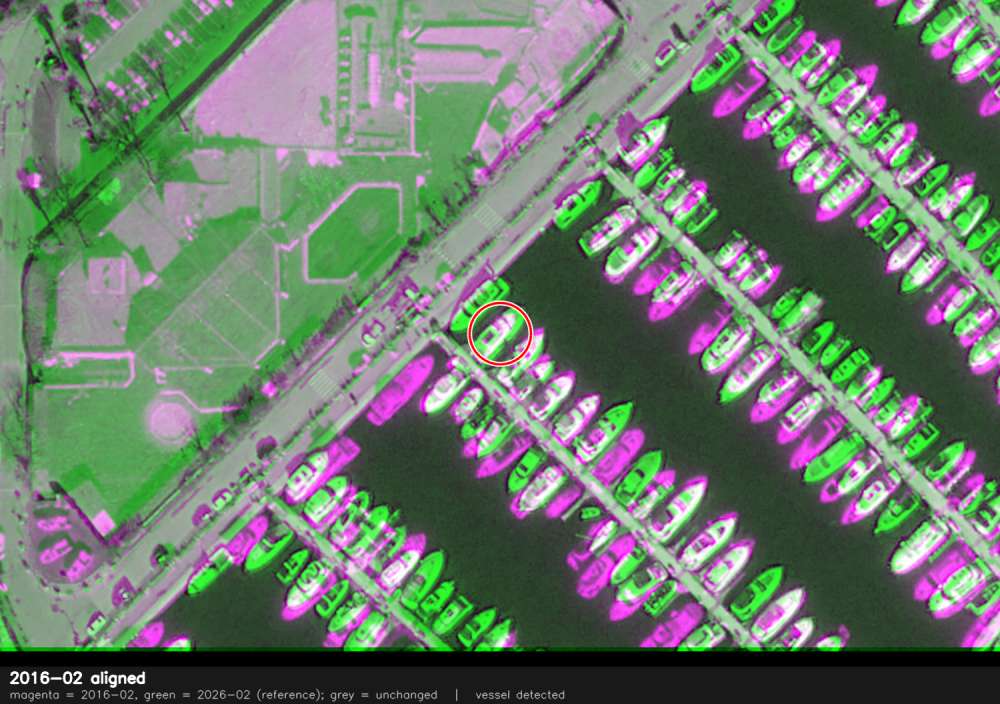 2016-02 aligned
magenta = 2016-02, green = 2026-02 (reference); grey = unchanged | vessel detected